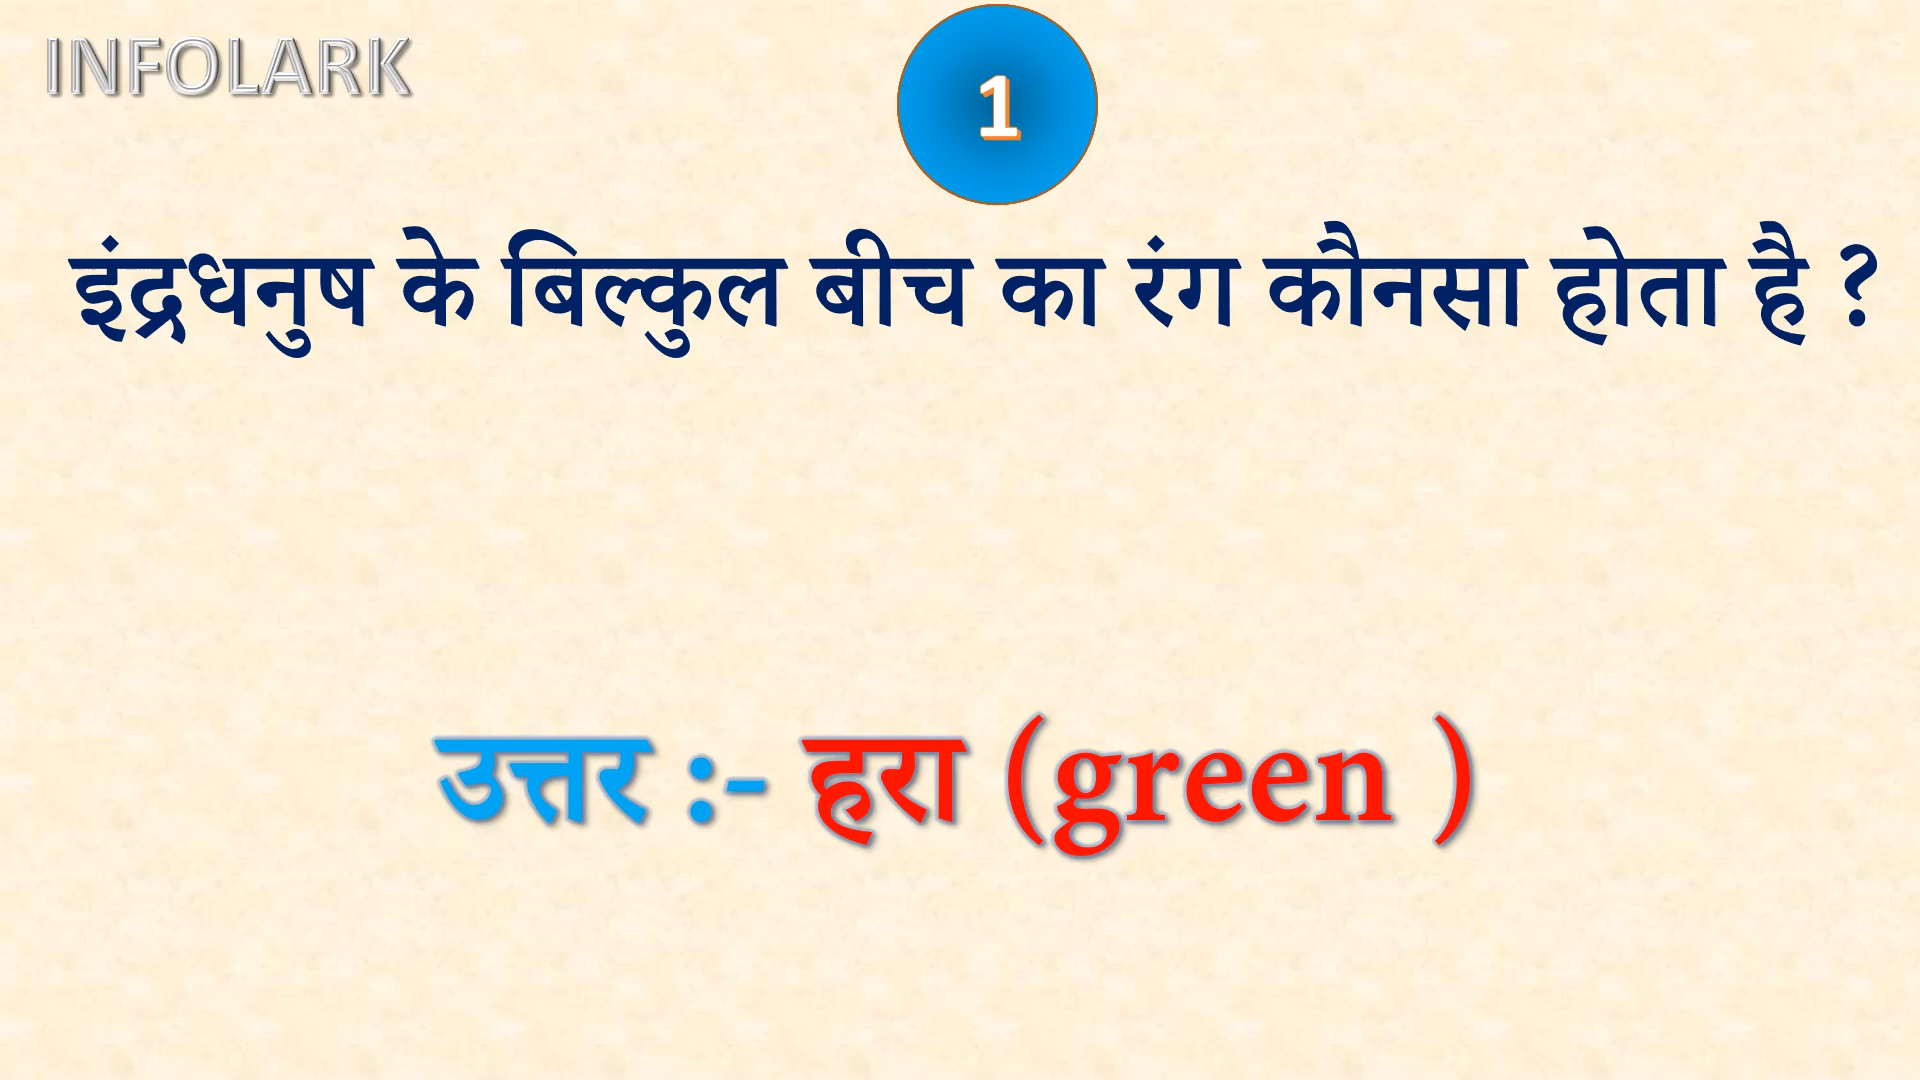 INFOLARK
1
इंद्रधनुष के बिल्कुल बीच का रंग कौनसा होता है ?
उत्तर :- हरा (green )